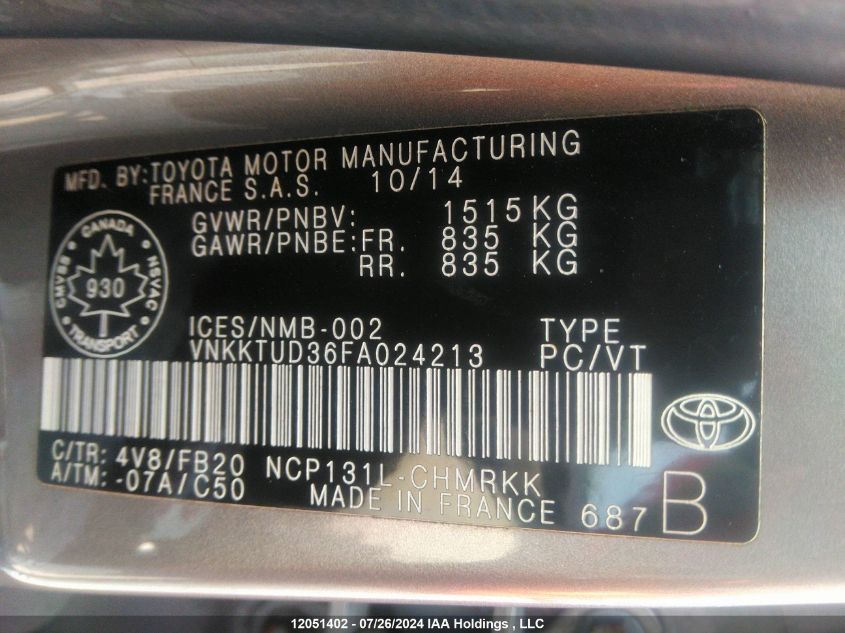 MFD. BY:TOYOTA MOTOR MANUFACTURING
FRANCE S.A.S. 10/14
GVWR/PNBV: 1515 KG
GAWR/PNBE:FR. 835 KG
RR. 835 KG
CANADA
CMVSS
930
NSVAC
TRANSPORT
ICES/NMB-002
TYPE
VNKKTUD36FA024213
PC/VT
C/TR: 4V8/FB20
A/TM: -07A/C50
NCP131L-CHMRKK
MADE IN FRANCE
687 B
12051402 - 07/26/2024 IAA Holdings , LLC